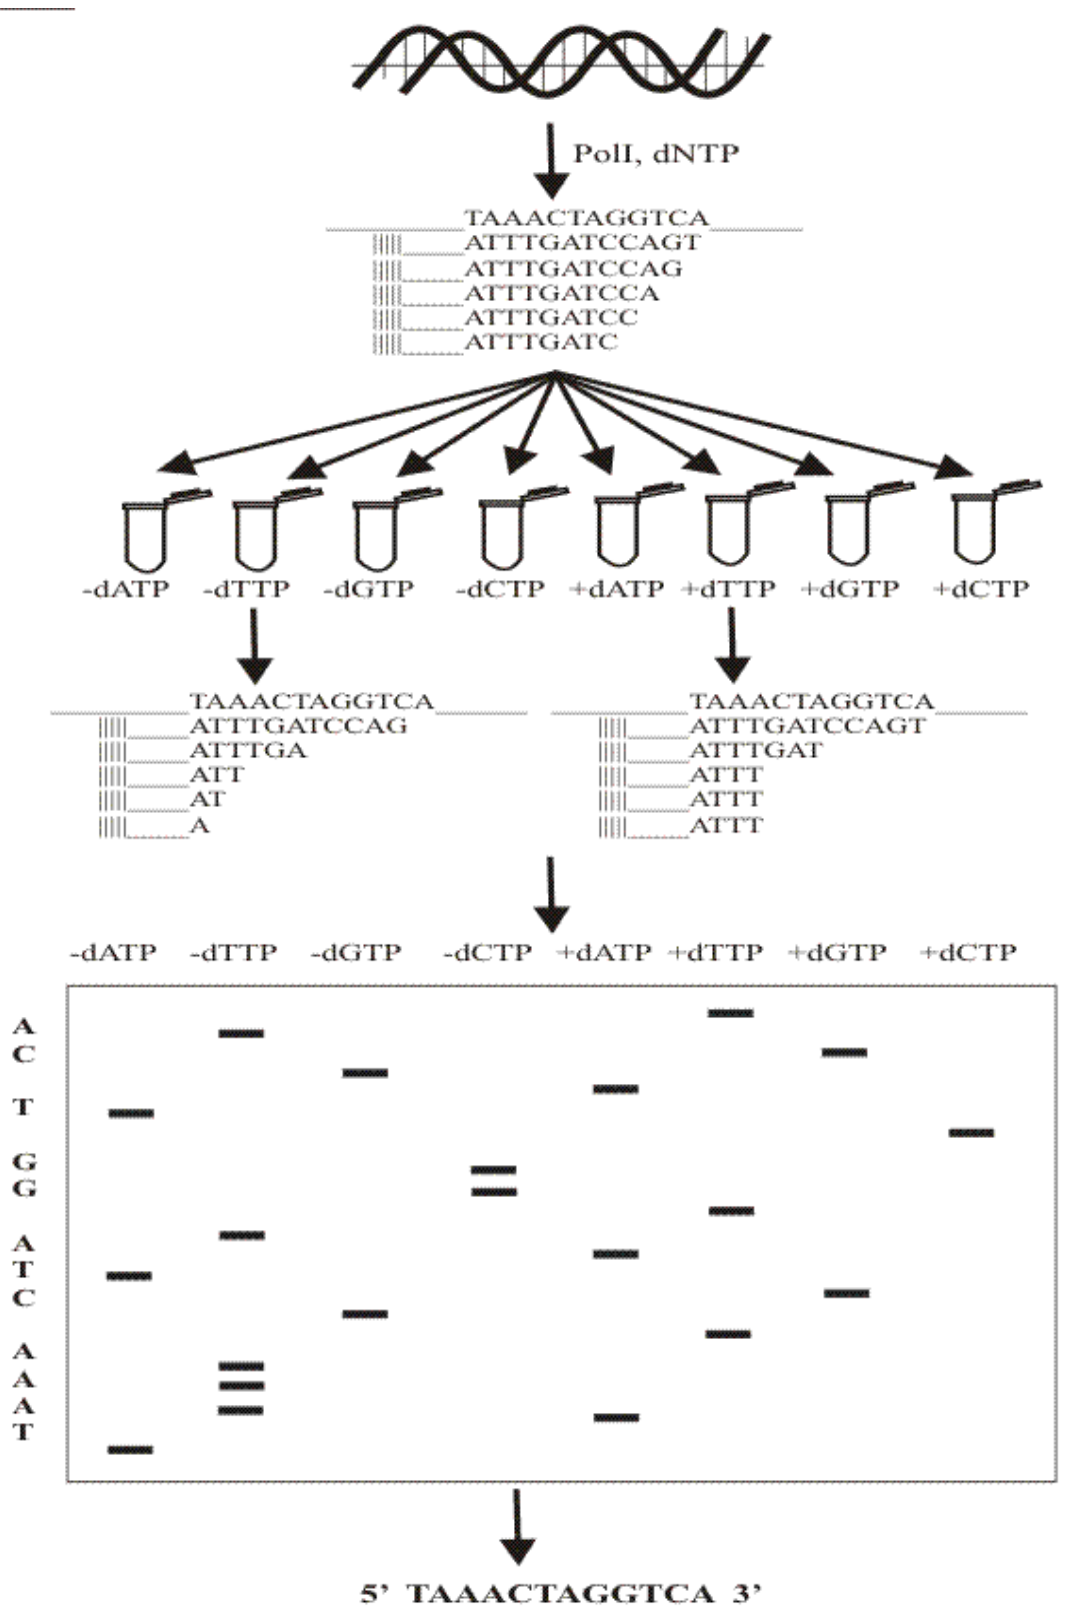 PolI, dNTP
TAAACTAGGTCA
ATTTGATCCAGT
ATTTGATCCAG
ATTTGATCCA
ATTTGATCC
ATTTGATC
-dATP -dTTP -dGTP -dCTP +dATP +dTTP +dGTP +dCTP
TAAACTAGGTCA
ATTTGATCCAG
ATTTGA
ATT
AT
A
TAAACTAGGTCA
ATTTGATCCAGT
ATTTGAT
ATTT
ATTT
ATTT
-dATP -dTTP -dGTP -dCTP +dATP +dTTP +dGTP +dCTP
A
C
T
G
G
A
T
C
A
A
A
T
5’ TAAACTAGGTCA 3’